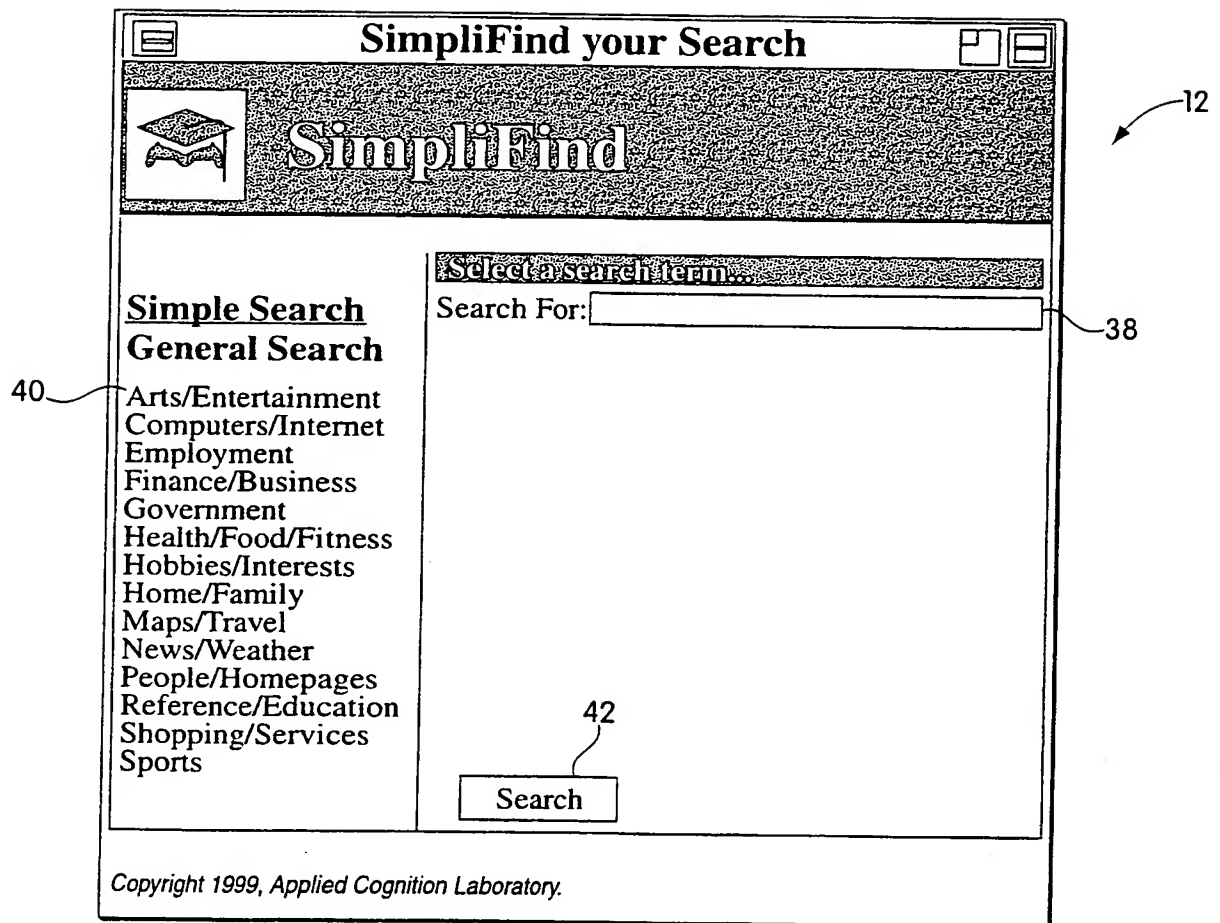 SimpliFind your Search
12
SimpliFind
Select a search term...
Simple Search
Search For:
38
General Search
40
Arts/Entertainment
Computers/Internet
Employment
Finance/Business
Government
Health/Food/Fitness
Hobbies/Interests
Home/Family
Maps/Travel
News/Weather
People/Homepages
Reference/Education
Shopping/Services
Sports
42
Search
Copyright 1999, Applied Cognition Laboratory.